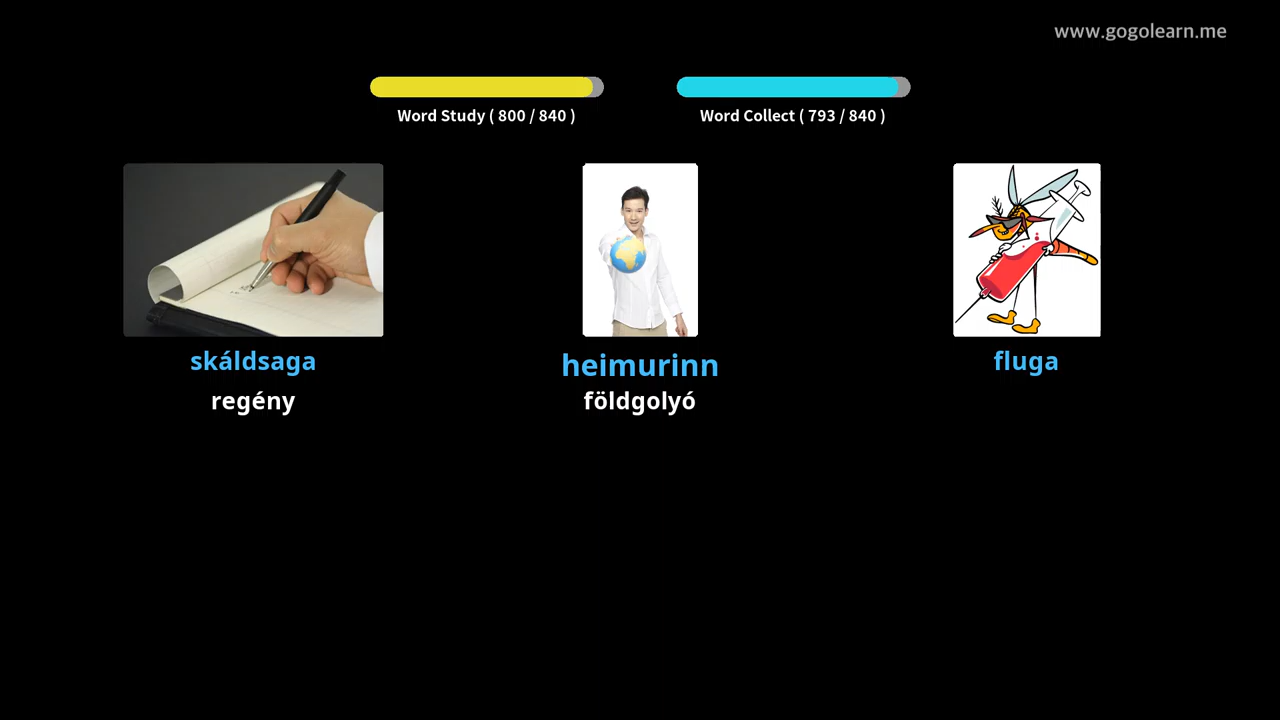 www.gogolearn.me
Word Study ( 800 / 840 )
Word Collect ( 793 / 840 )
skáldsaga
regény
heimurinn
földgolyó
fluga